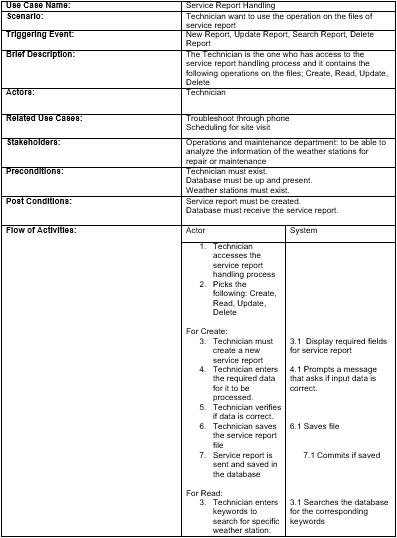 Use Case Name: Service Report Handling
Scenario: Technician want to use the operation on the files of
service report
Triggering Event: New Report, Update Report, Search Report, Delete
Report
Brief Description: The Technician is the one who has access to the
service report handling process and it contains the
following operations on the files; Create, Read, Update,
Delete
Actors: Technician
Related Use Cases: Troubleshoot through phone
Scheduling for site visit
Stakeholders: Operations and maintenance department: to be able to
analyze the information of the weather stations for
repair or maintenance
Preconditions: Technician must exist.
Database must be up and present.
Weather stations must exist.
Post Conditions: Service report must be created.
Database must receive the service report.
Flow of Activities: Actor System
1. Technician
accesses the
service report
handling process
2. Picks the
following: Create,
Read, Update,
Delete
For Create:
3. Technician must
create a new
service report
3.1 Display required fields
for service report
4. Technician enters
the required data
for it to be
processed.
4.1 Prompts a message
that asks if input data is
correct.
5. Technician verifies
if data is correct.
6. Technician saves
the service report
file
6.1 Saves file
7. Service report is
sent and saved in
the database
7.1 Commits if saved
For Read:
3. Technician enters
keywords to
search for specific
weather station.
3.1 Searches the database
for the corresponding
keywords